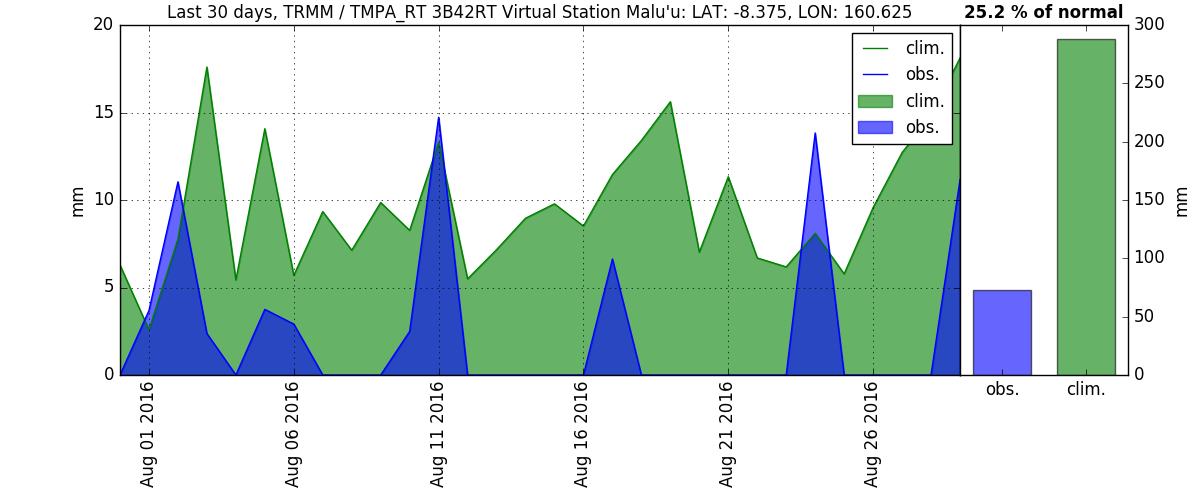 Last 30 days, TRMM / TMPA_RT 3B42RT Virtual Station Malu'u: LAT: -8.375, LON: 160.625
25.2 % of normal
20
15
10
5
0
mm
clim.
obs.
clim.
obs.
300
250
200
150
100
50
0
mm
obs.
clim.
Aug 01 2016
Aug 06 2016
Aug 11 2016
Aug 16 2016
Aug 21 2016
Aug 26 2016